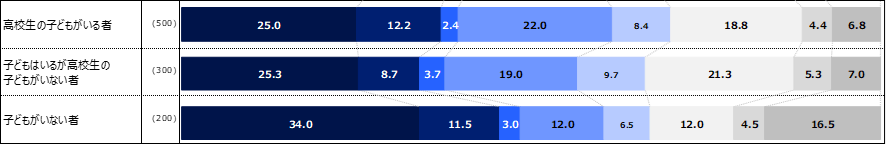 高校生の子どもがいる者 (500) 25.0 12.2 2.4 22.0 8.4 18.8 4.4 6.8
子どもはいるが高校生の
子どもがいない者 (300) 25.3 8.7 3.7 19.0 9.7 21.3 5.3 7.0
子どもがいない者 (200) 34.0 11.5 3.0 12.0 6.5 12.0 4.5 16.5